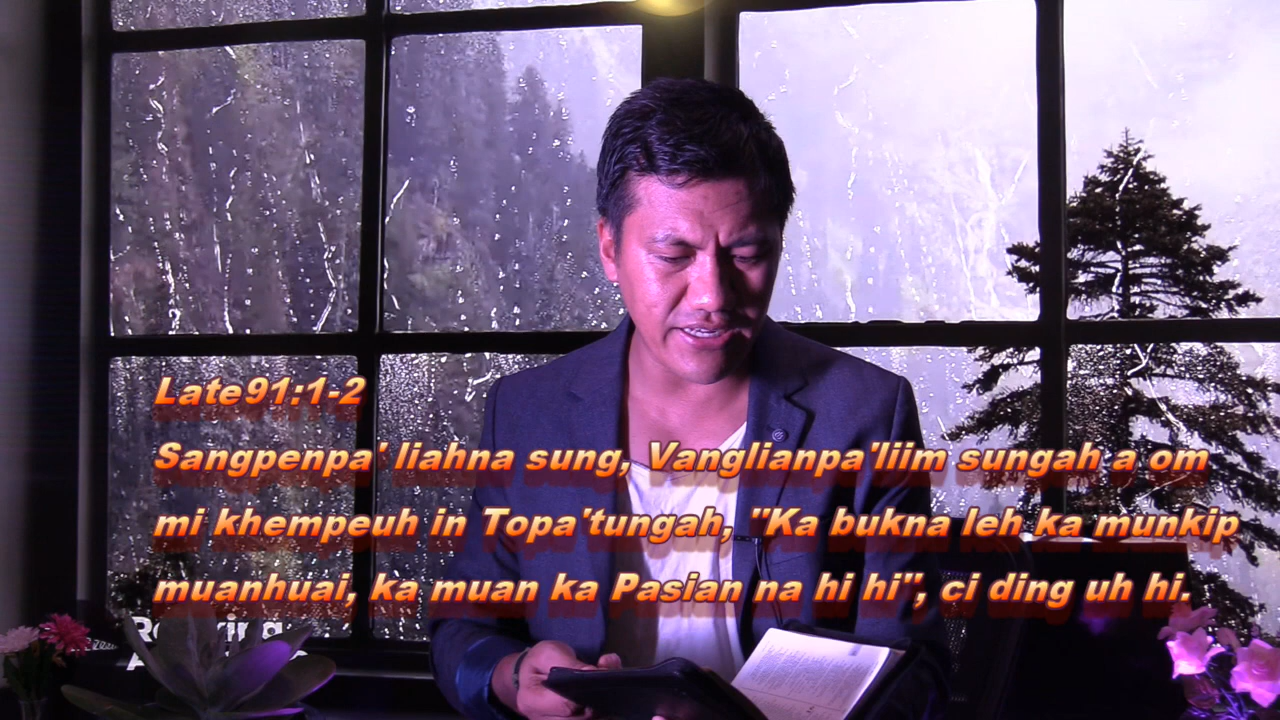 Late91:1-2
Sangpenpa' liahna sung, Vanglianpa'liim sungah a om
mi khempeuh in Topa'tungah, "Ka bukna leh ka munkip
muanhuai, ka muan ka Pasian na hi hi", ci ding uh hi.